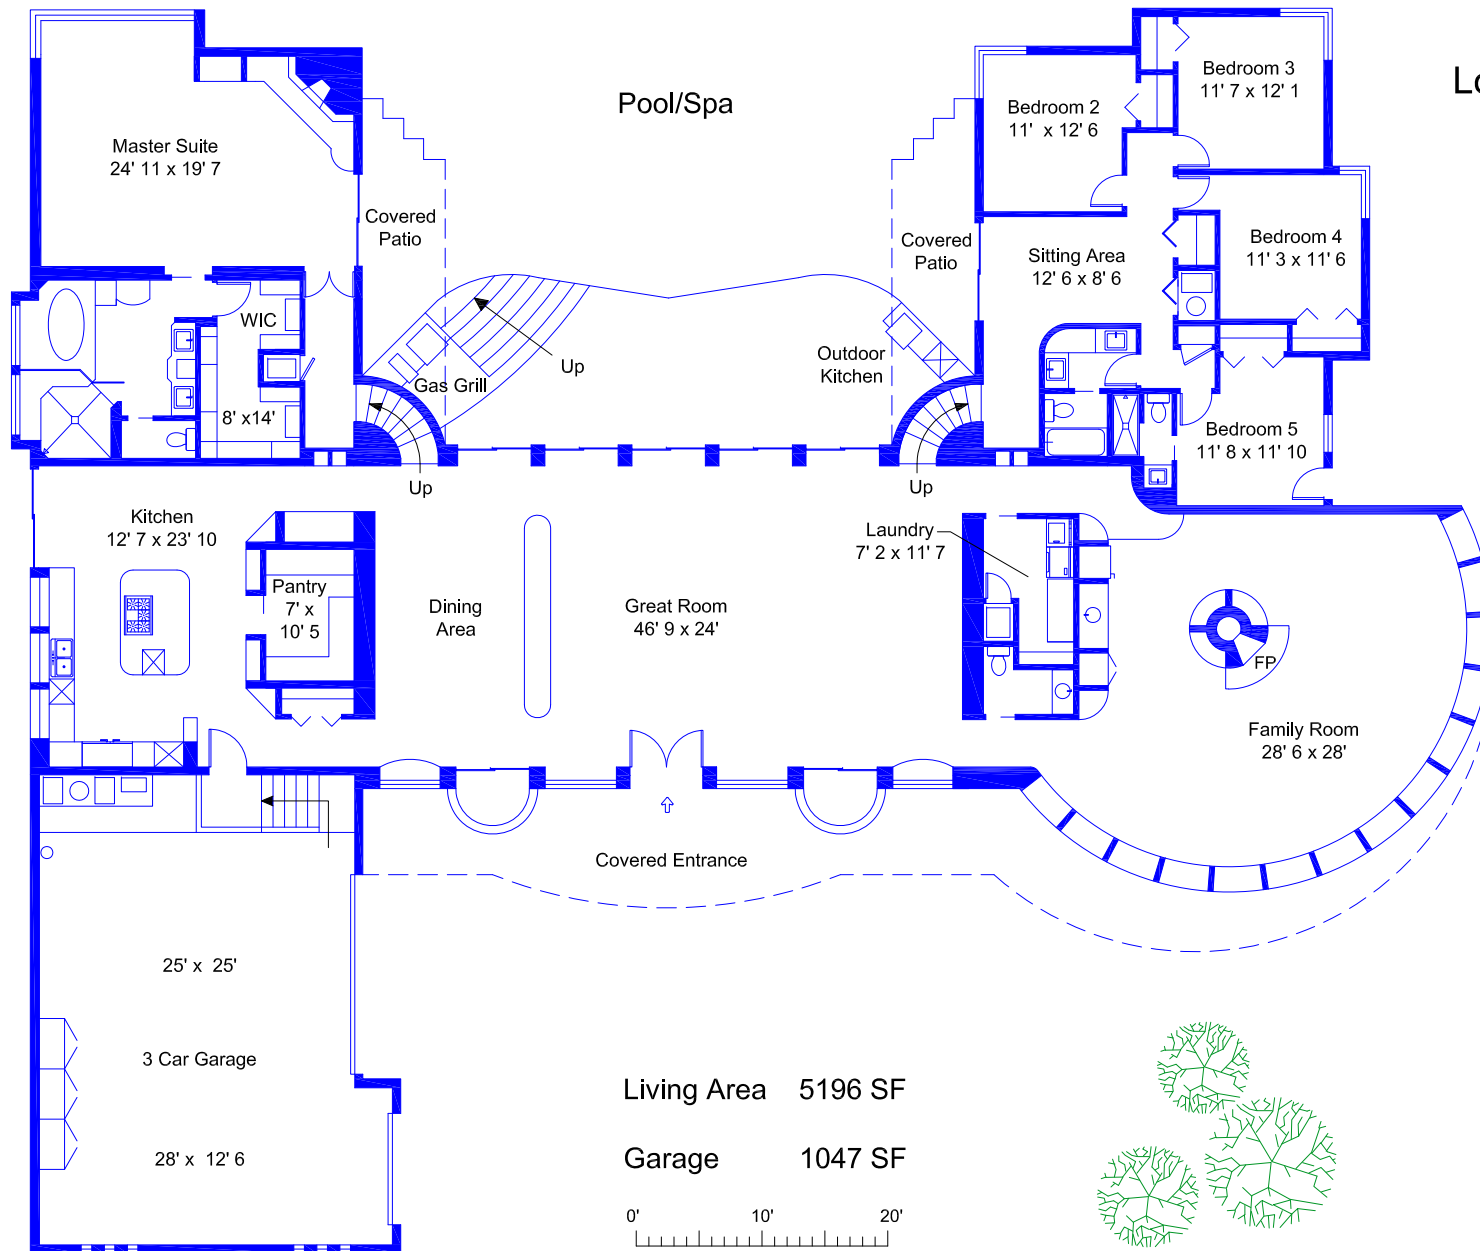 Pool/Spa
Lo
Master Suite
24' 11 x 19' 7
Bedroom 2
11' x 12' 6
Bedroom 3
11' 7 x 12' 1
Covered
Patio
Covered
Patio
Sitting Area
12' 6 x 8' 6
Bedroom 4
11' 3 x 11' 6
WIC
8' x14'
Gas Grill
Up
Outdoor
Kitchen
Bedroom 5
11' 8 x 11' 10
Up
Up
Kitchen
12' 7 x 23' 10
Pantry
7' x
10' 5
Dining
Area
Great Room
46' 9 x 24'
Laundry
7' 2 x 11' 7
FP
Family Room
28' 6 x 28'
Covered Entrance
25' x 25'
3 Car Garage
28' x 12' 6
Living Area 5196 SF
Garage 1047 SF
0' 10' 20'